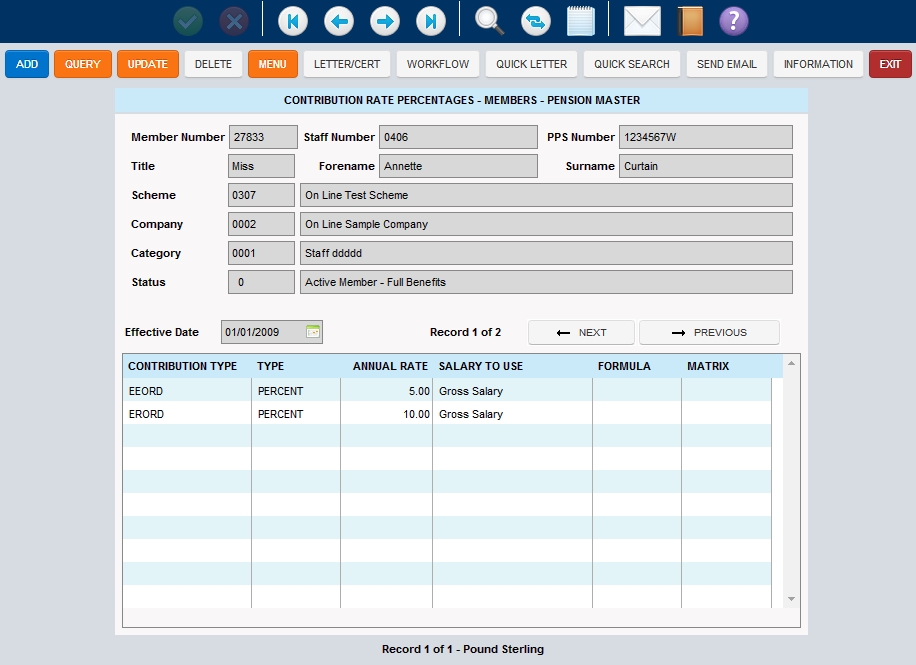 ADD QUERY UPDATE DELETE MENU LETTER/CERT WORKFLOW QUICK LETTER QUICK SEARCH SEND EMAIL INFORMATION EXIT
CONTRIBUTION RATE PERCENTAGES - MEMBERS - PENSION MASTER
Member Number 27833 Staff Number 0406 PPS Number 1234567W
Title Miss Forename Annette Surname Curtain
Scheme 0307 On Line Test Scheme
Company 0002 On Line Sample Company
Category 0001 Staff ddddd
Status 0 Active Member - Full Benefits
Effective Date 01/01/2009 Record 1 of 2 NEXT PREVIOUS
CONTRIBUTION TYPE TYPE ANNUAL RATE SALARY TO USE FORMULA MATRIX
EEORD PERCENT 5.00 Gross Salary
ERORD PERCENT 10.00 Gross Salary
Record 1 of 1 - Pound Sterling